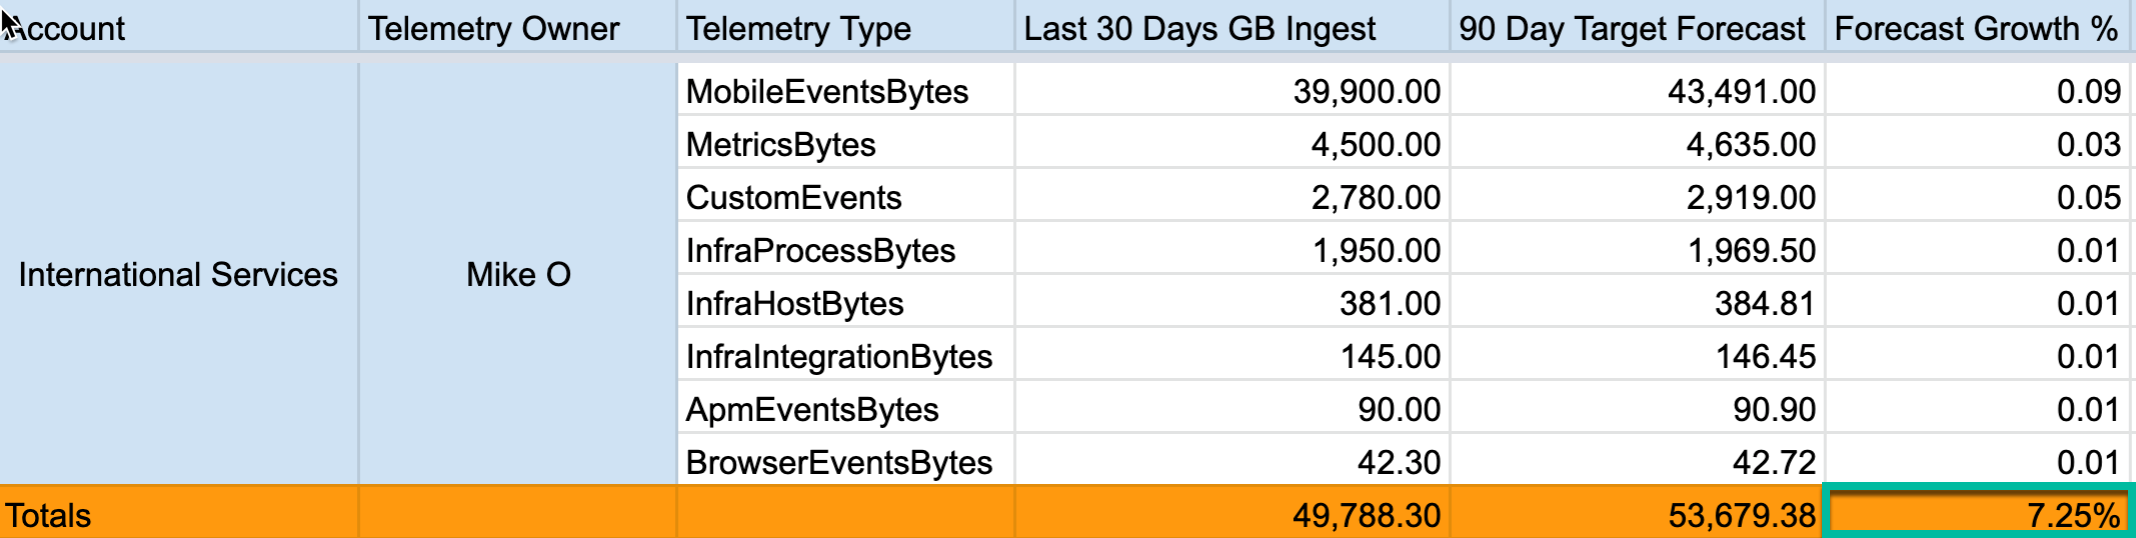 Account Telemetry Owner Telemetry Type Last 30 Days GB Ingest 90 Day Target Forecast Forecast Growth %
MobileEventsBytes 39,900.00 43,491.00 0.09
MetricsBytes 4,500.00 4,635.00 0.03
CustomEvents 2,780.00 2,919.00 0.05
InfraProcessBytes 1,950.00 1,969.50 0.01
International Services Mike O
InfraHostBytes 381.00 384.81 0.01
InfraIntegrationBytes 145.00 146.45 0.01
ApmEventsBytes 90.00 90.90 0.01
BrowserEventsBytes 42.30 42.72 0.01
Totals 49,788.30 53,679.38 7.25%